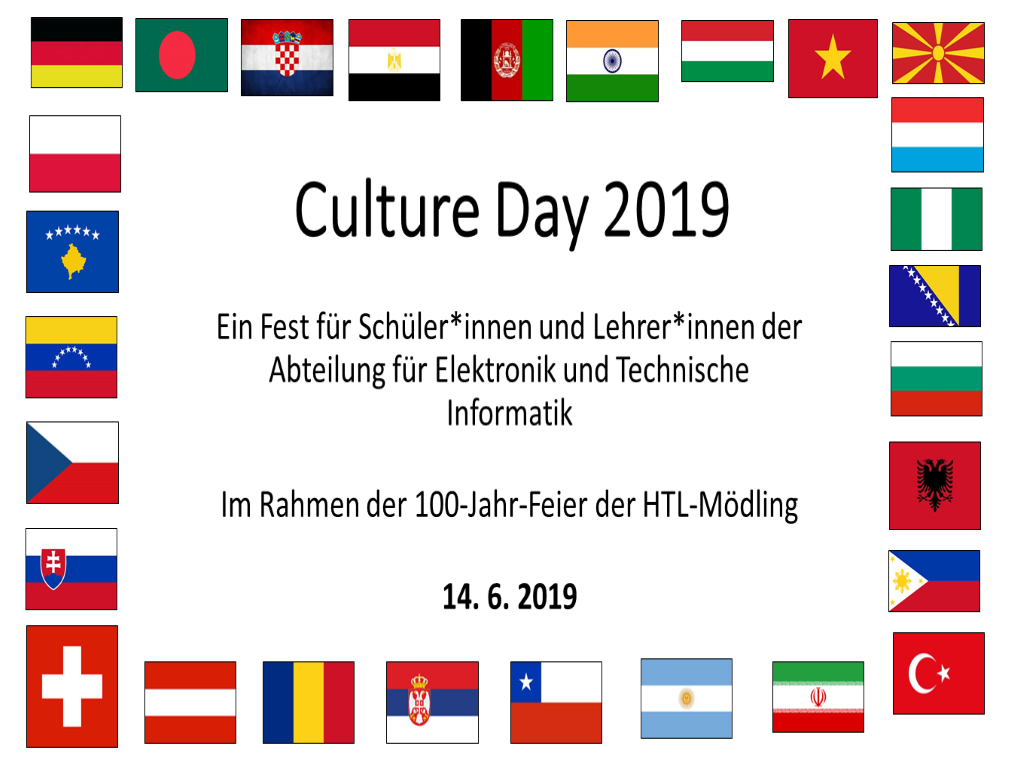 Culture Day 2019
Ein Fest für Schüler*innen und Lehrer*innen der
Abteilung für Elektronik und Technische
Informatik
Im Rahmen der 100-Jahr-Feier der HTL-Mödling
14. 6. 2019